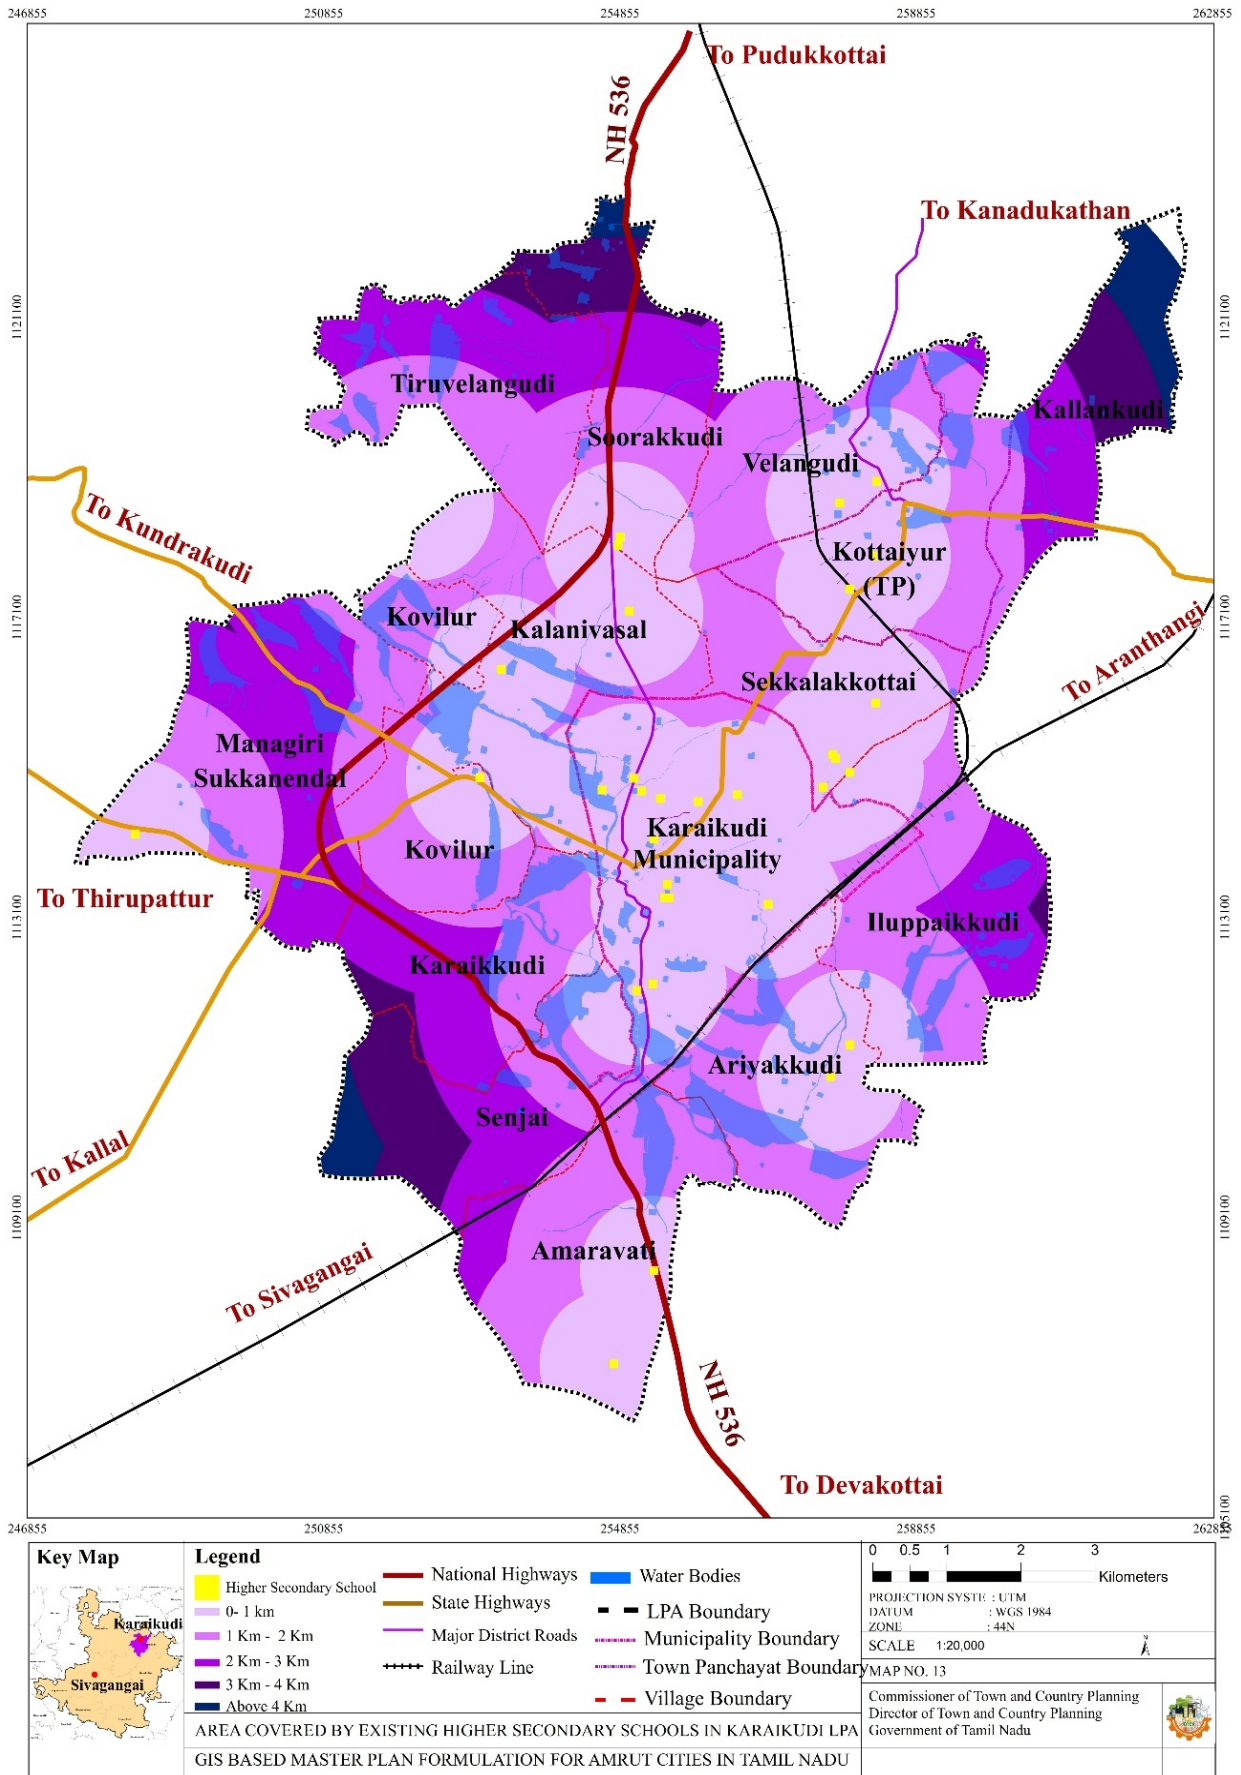 246855
250855
254855
258855
262855
To Pudukkottai
NH 536
To Kanadukathan
1121100
1121100
Tiruvelangudi
Kallankudi
Soorakkudi
Velangudi
To Kundrakudi
Kottaiyur
(TP)
1117100
1117100
Kovilur
Kalanivasal
To Aranthangi
Sekkalakkottai
Managiri
Sukkanendal
Karaikudi
Municipality
Kovilur
To Thirupattur
1113100
1113100
Iluppaikkudi
Karaikkudi
Ariyakkudi
Senjai
To Kallal
1109100
1109100
Amaravati
To Sivagangai
NH 536
To Devakottai
246855
250855
254855
258855
262855
Key Map
Karaikudi
Sivagangai
Legend
Higher Secondary School
0- 1 km
1 Km - 2 Km
2 Km - 3 Km
3 Km - 4 Km
Above 4 Km
National Highways
State Highways
Major District Roads
Railway Line
Water Bodies
LPA Boundary
Municipality Boundary
Town Panchayat Boundary
Village Boundary
0 0.5 1 2 3
Kilometers
PROJECTION SYSTE : UTM
DATUM : WGS 1984
ZONE : 44N
SCALE 1:20,000
N
MAP NO. 13
Commissioner of Town and Country Planning
Director of Town and Country Planning
Government of Tamil Nadu
AREA COVERED BY EXISTING HIGHER SECONDARY SCHOOLS IN KARAIKUDI LPA
GIS BASED MASTER PLAN FORMULATION FOR AMRUT CITIES IN TAMIL NADU